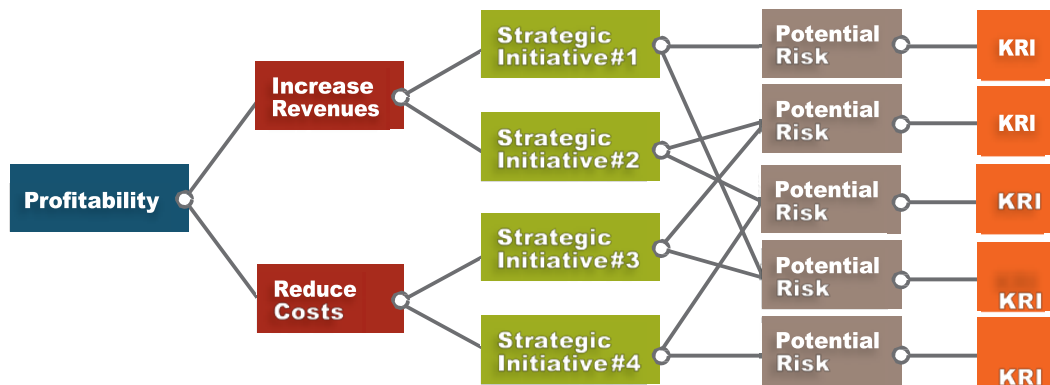 Profitability
Increase
Revenues
Reduce
Costs
Strategic
Initiative#1
Strategic
Initiative#2
Strategic
Initiative#3
Strategic
Initiative#4
Potential
Risk
Potential
Risk
Potential
Risk
Potential
Risk
Potential
Risk
KRI
KRI
KRI
KRI
KRI